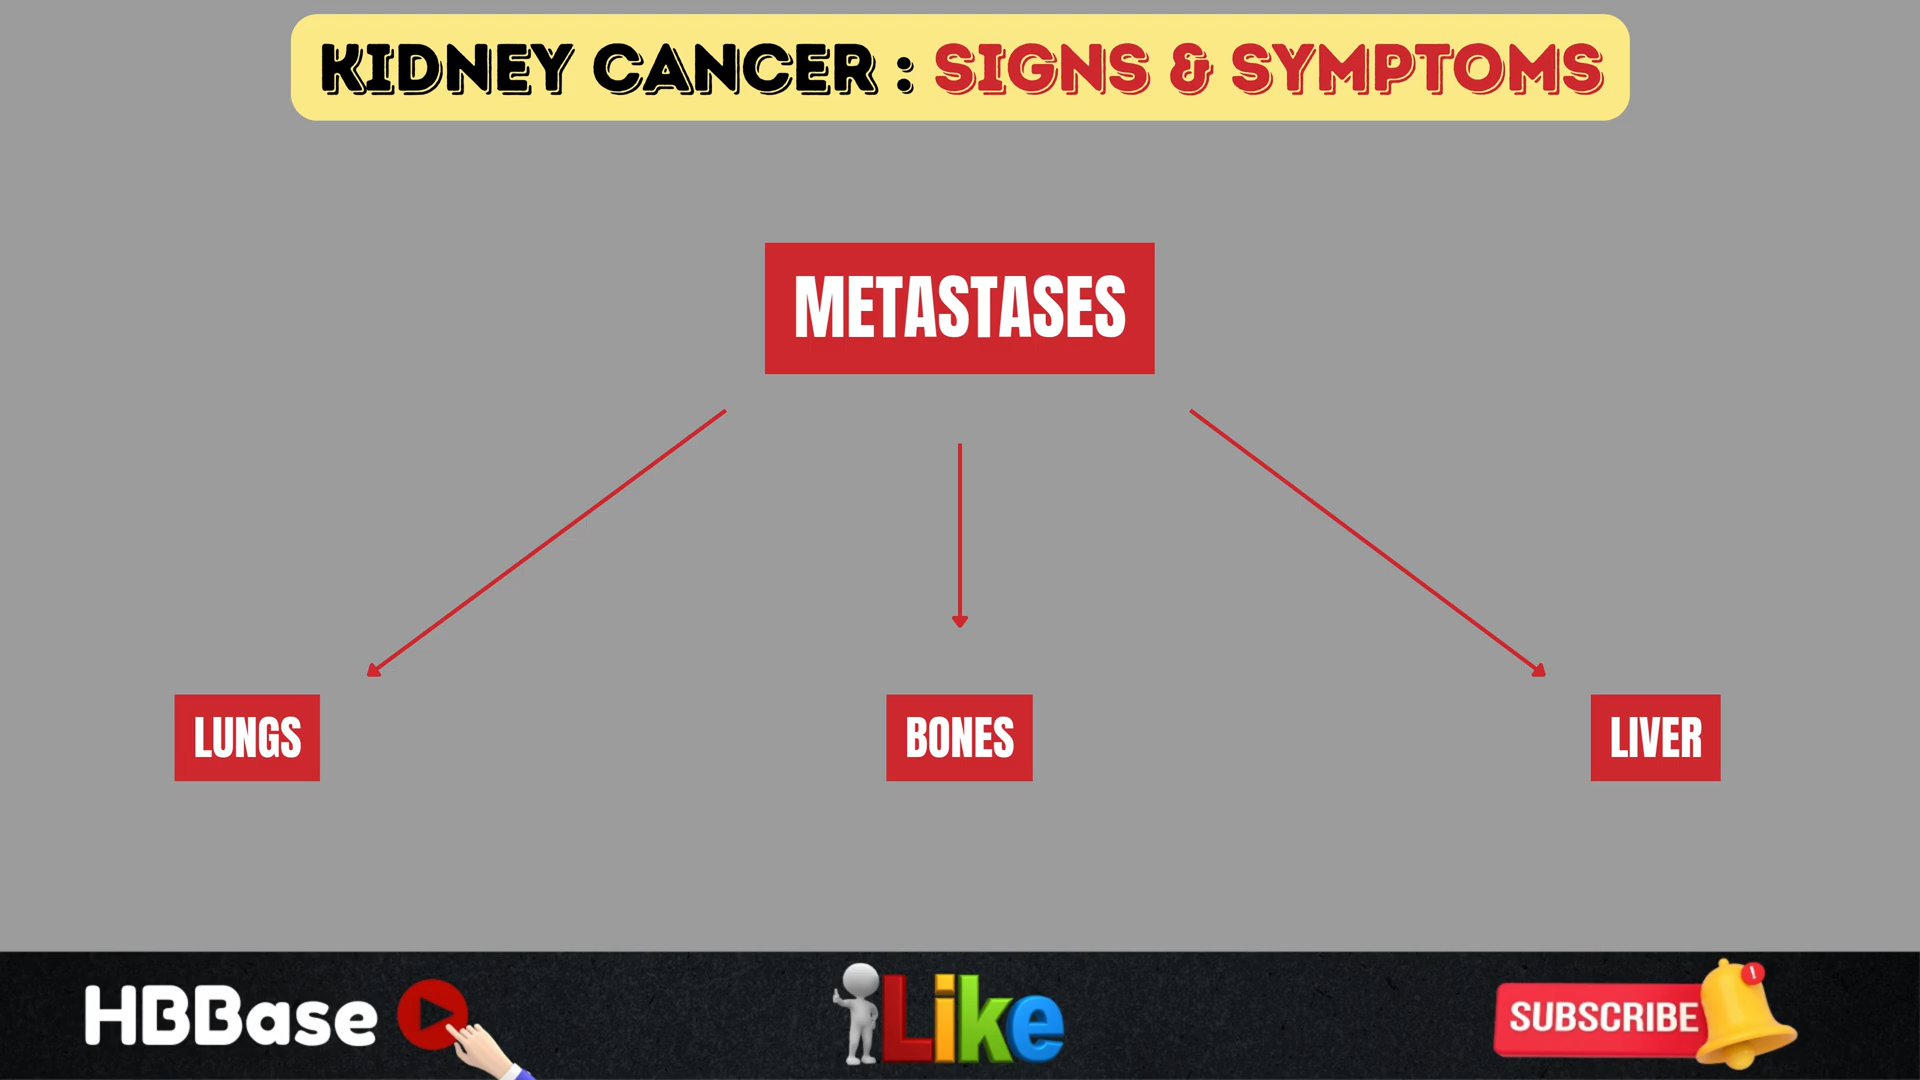 KIDNEY CANCER : SIGNS & SYMPTOMS
METASTASES
LUNGS
BONES
LIVER
HBBase
Like
SUBSCRIBE
!